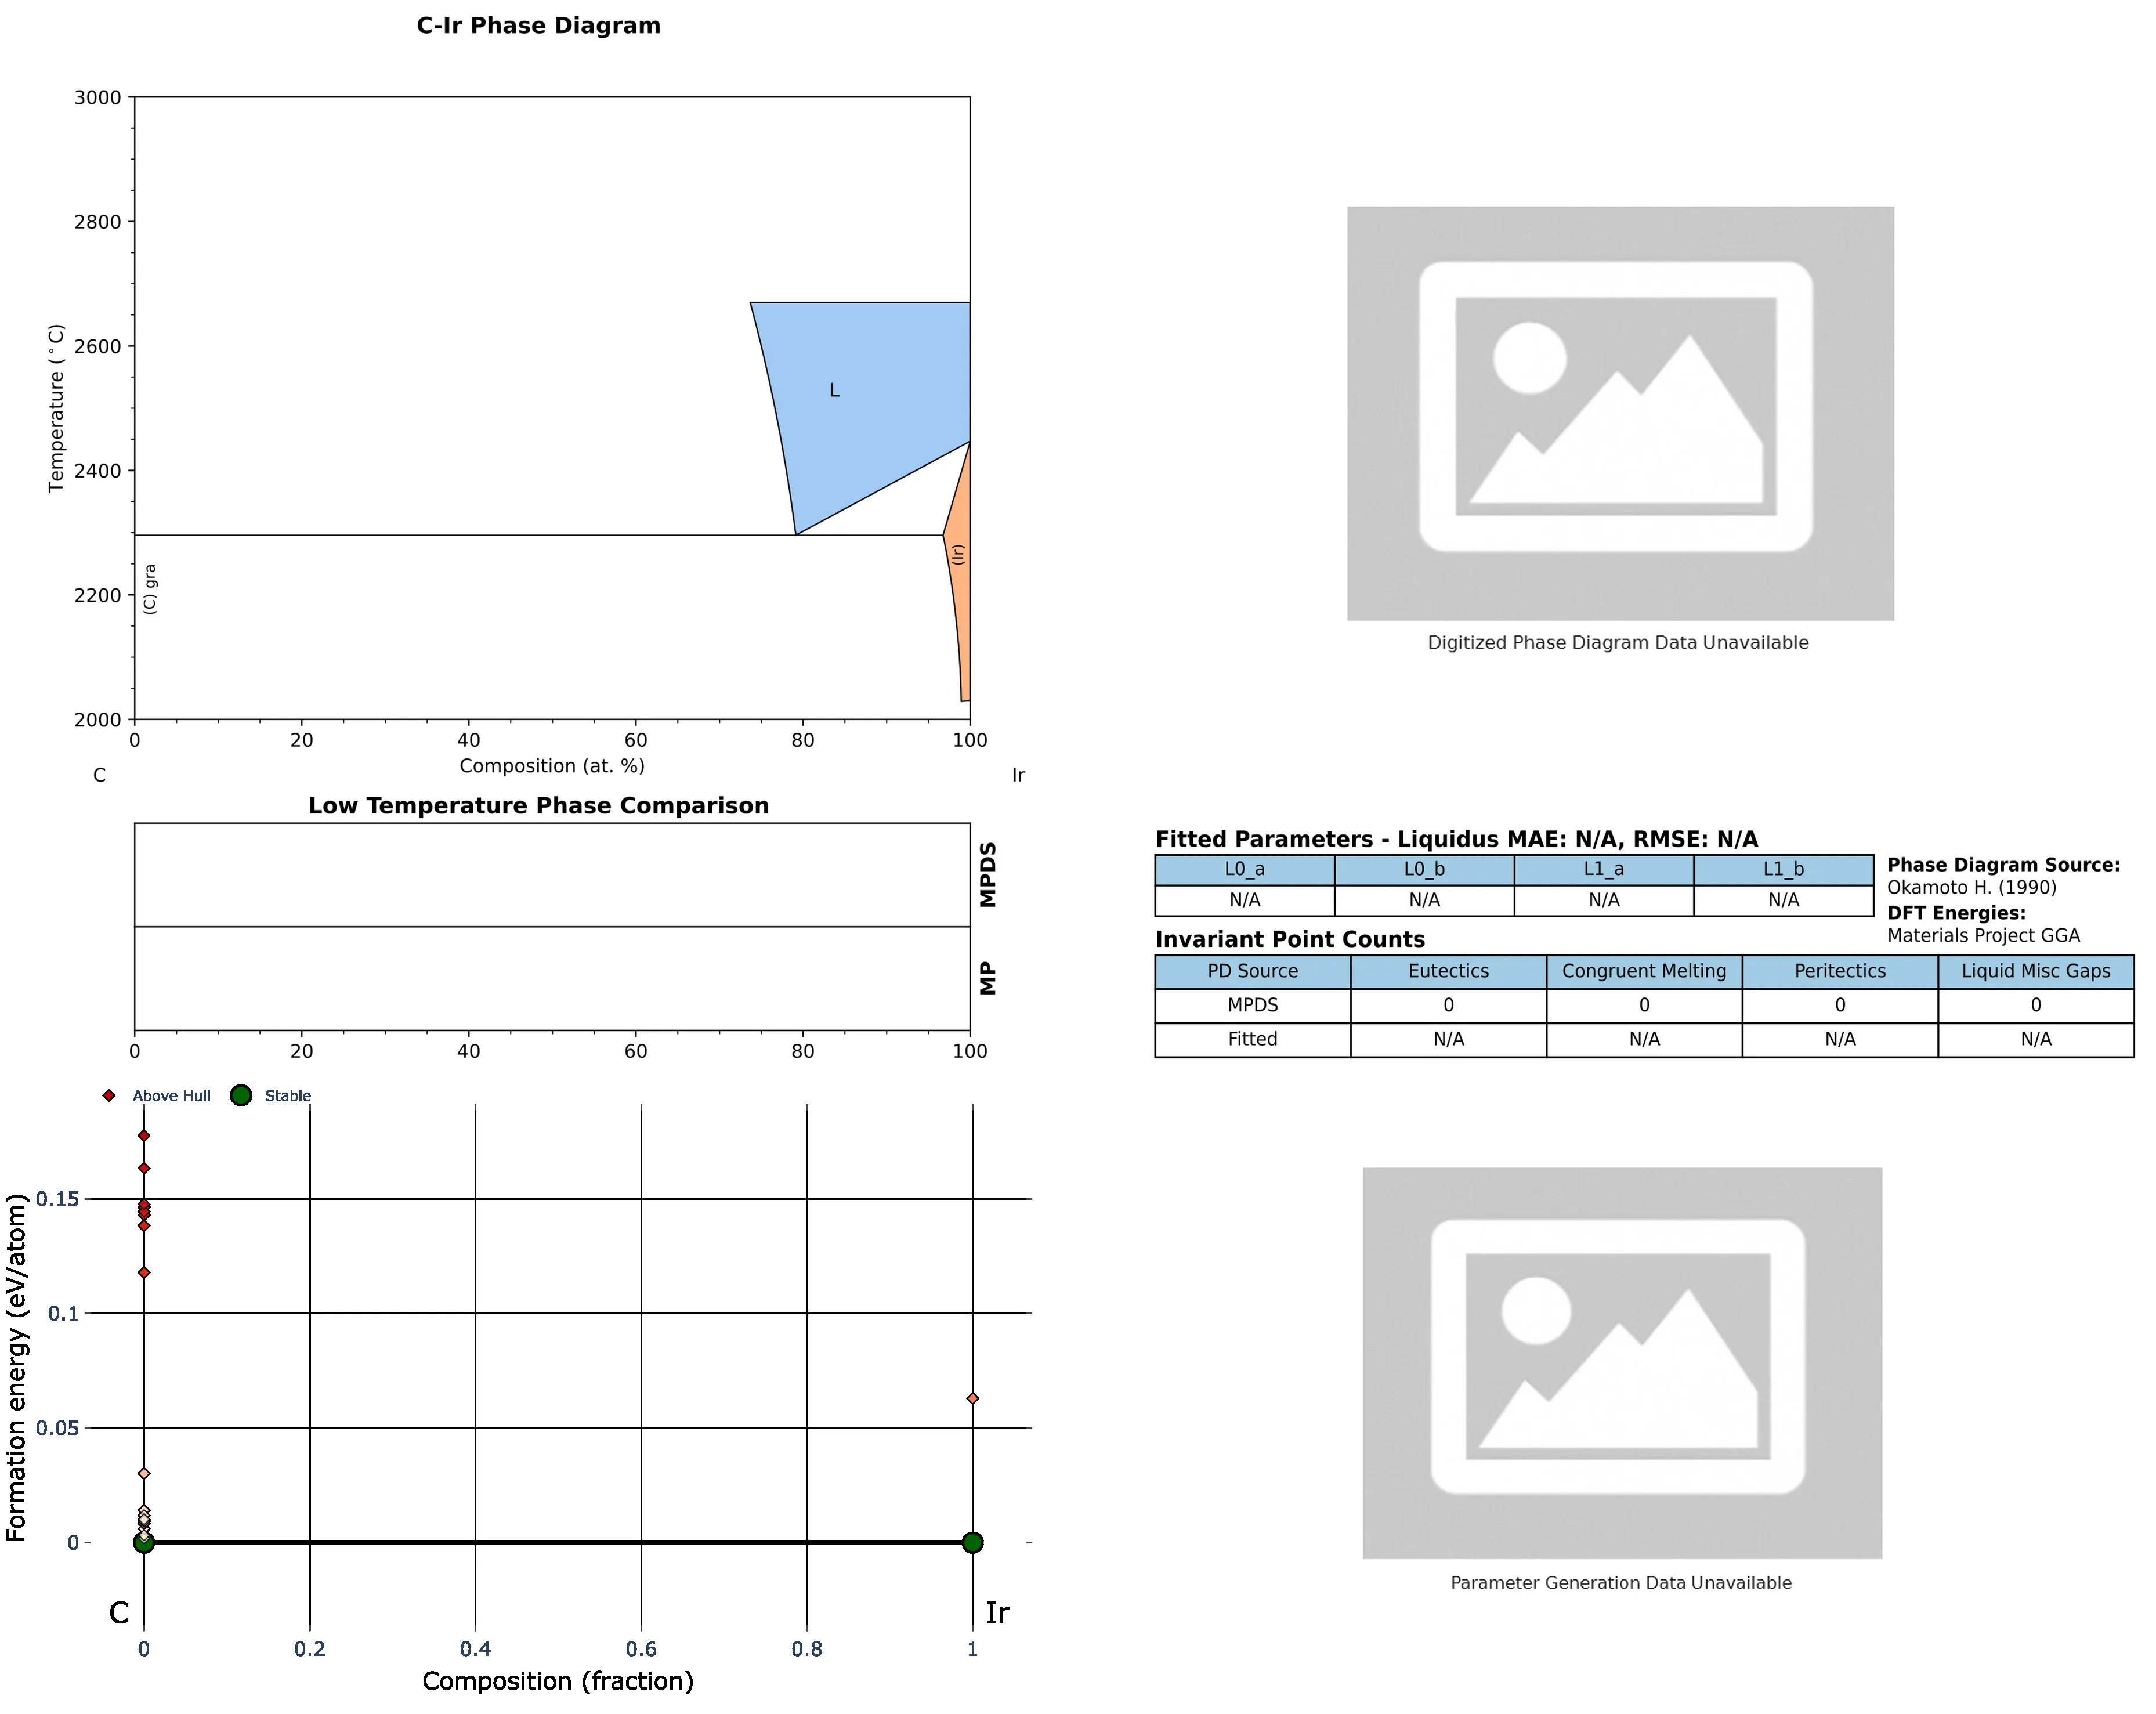 C-Ir Phase Diagram
3000
2800
2600
2400
2200
2000
Temperature (°C)
L
(Ir)
(C) gra
0 20 40 60 80 100
Composition (at. %)
C Ir
Digitized Phase Diagram Data Unavailable
Low Temperature Phase Comparison
MPDS
MP
0 20 40 60 80 100
Fitted Parameters - Liquidus MAE: N/A, RMSE: N/A
L0_a L0_b L1_a L1_b
N/A N/A N/A N/A
Phase Diagram Source:
Okamoto H. (1990)
DFT Energies:
Materials Project GGA
Invariant Point Counts
PD Source Eutectics Congruent Melting Peritectics Liquid Misc Gaps
MPDS 0 0 0 0
Fitted N/A N/A N/A N/A
Above Hull Stable
Formation energy (eV/atom)
0.15
0.1
0.05
0
C Ir
0 0.2 0.4 0.6 0.8 1
Composition (fraction)
Parameter Generation Data Unavailable